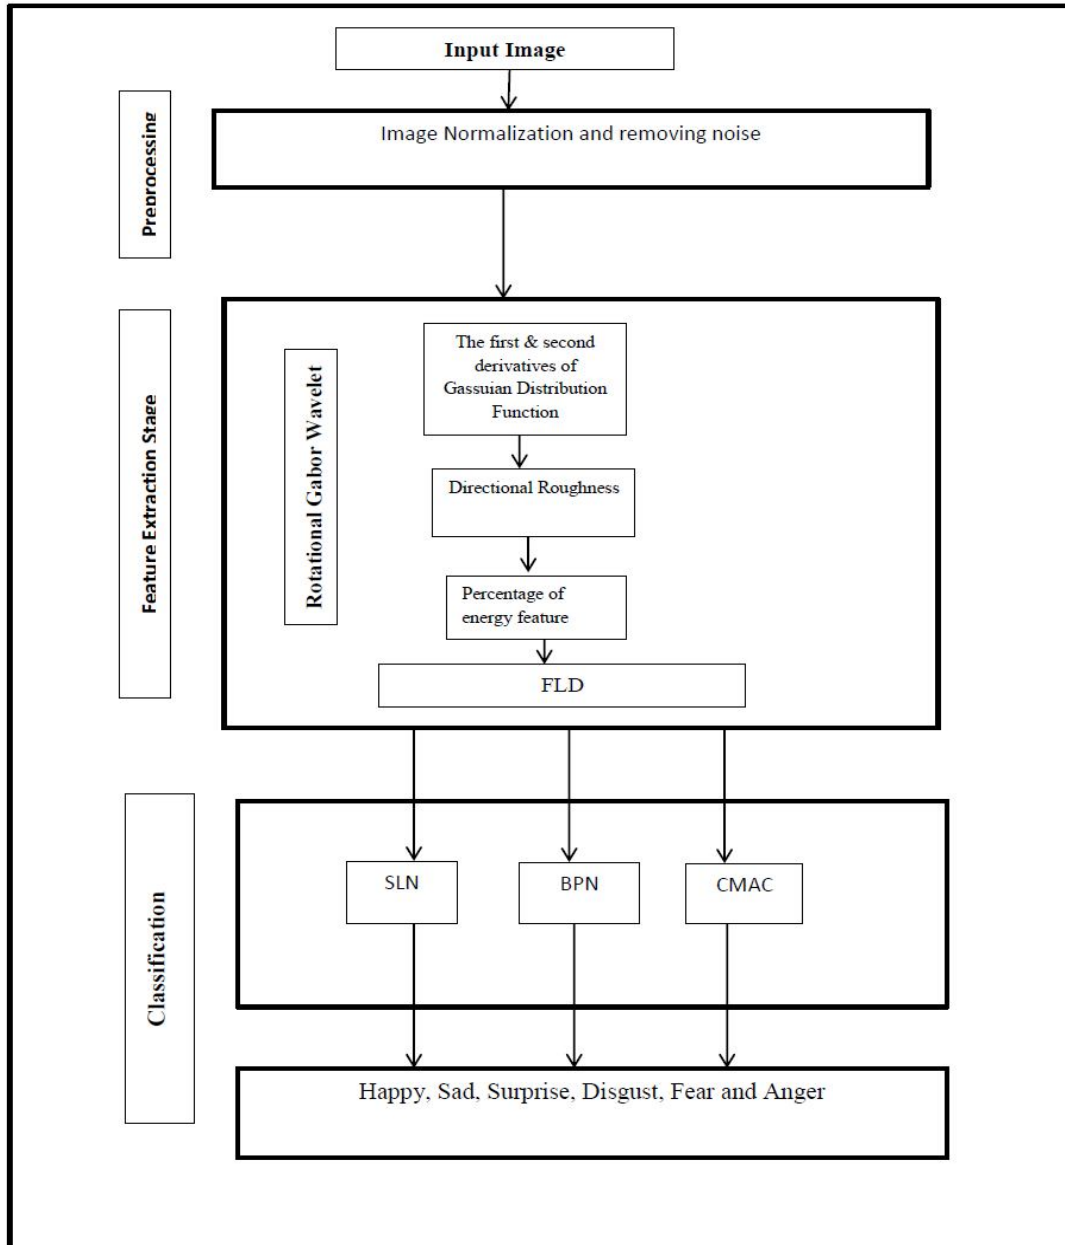 Input Image
Preprocessing
Image Normalization and removing noise
Feature Extraction Stage
Rotational Gabor Wavelet
The first & second
derivatives of
Gassuian Distribution
Function
Directional Roughness
Percentage of
energy feature
FLD
Classification
SLN
BPN
CMAC
Happy, Sad, Surprise, Disgust, Fear and Anger